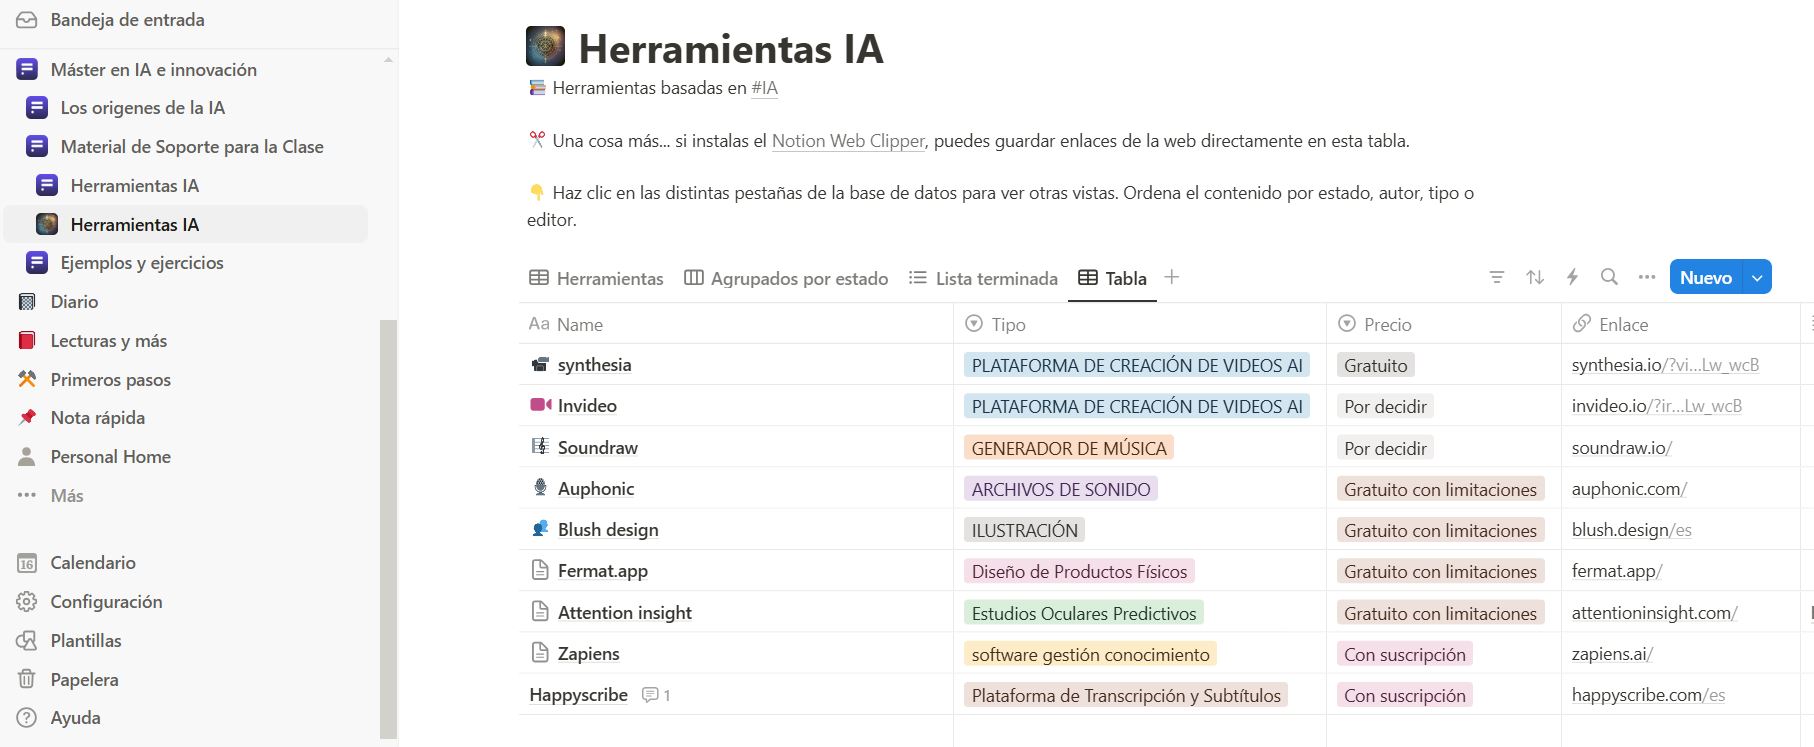 Bandeja de entrada
Máster en IA e innovación
Los origenes de la IA
Material de Soporte para la Clase
Herramientas IA
Herramientas IA
Ejemplos y ejercicios
Diario
Lecturas y más
Primeros pasos
Nota rápida
Personal Home
Más
16 Calendario
Configuración
Plantillas
Papelera
Ayuda
Herramientas IA
Herramientas basadas en #IA
Una cosa más... si instalas el Notion Web Clipper, puedes guardar enlaces de la web directamente en esta tabla.
Haz clic en las distintas pestañas de la base de datos para ver otras vistas. Ordena el contenido por estado, autor, tipo o
editor.
Herramientas Agrupados por estado Lista terminada Tabla + Nuevo
Aa Name Tipo Precio Enlace
synthesia PLATAFORMA DE CREACIÓN DE VIDEOS AI Gratuito synthesia.io/?vi...Lw_wcB
Invideo PLATAFORMA DE CREACIÓN DE VIDEOS AI Por decidir invideo.io/?ir...Lw_wcB
Soundraw GENERADOR DE MÚSICA Por decidir soundraw.io/
Auphonic ARCHIVOS DE SONIDO Gratuito con limitaciones auphonic.com/
Blush design ILUSTRACIÓN Gratuito con limitaciones blush.design/es
Fermat.app Diseño de Productos Físicos Gratuito con limitaciones fermat.app/
Attention insight Estudios Oculares Predictivos Gratuito con limitaciones attentioninsight.com/
Zapiens software gestión conocimiento Con suscripción zapiens.ai/
Happyscribe 1 Plataforma de Transcripción y Subtítulos Con suscripción happyscribe.com/es